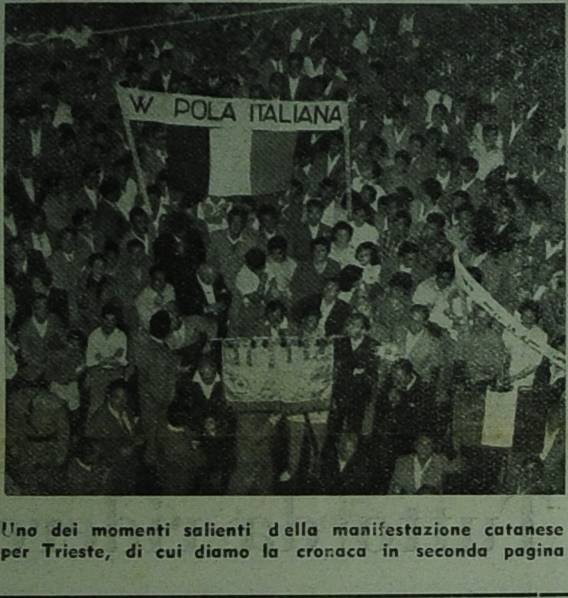 W POLA ITALIANA
Uno dei momenti salienti della manifestazione catanese
per Trieste, di cui diamo la cronaca in seconda pagina